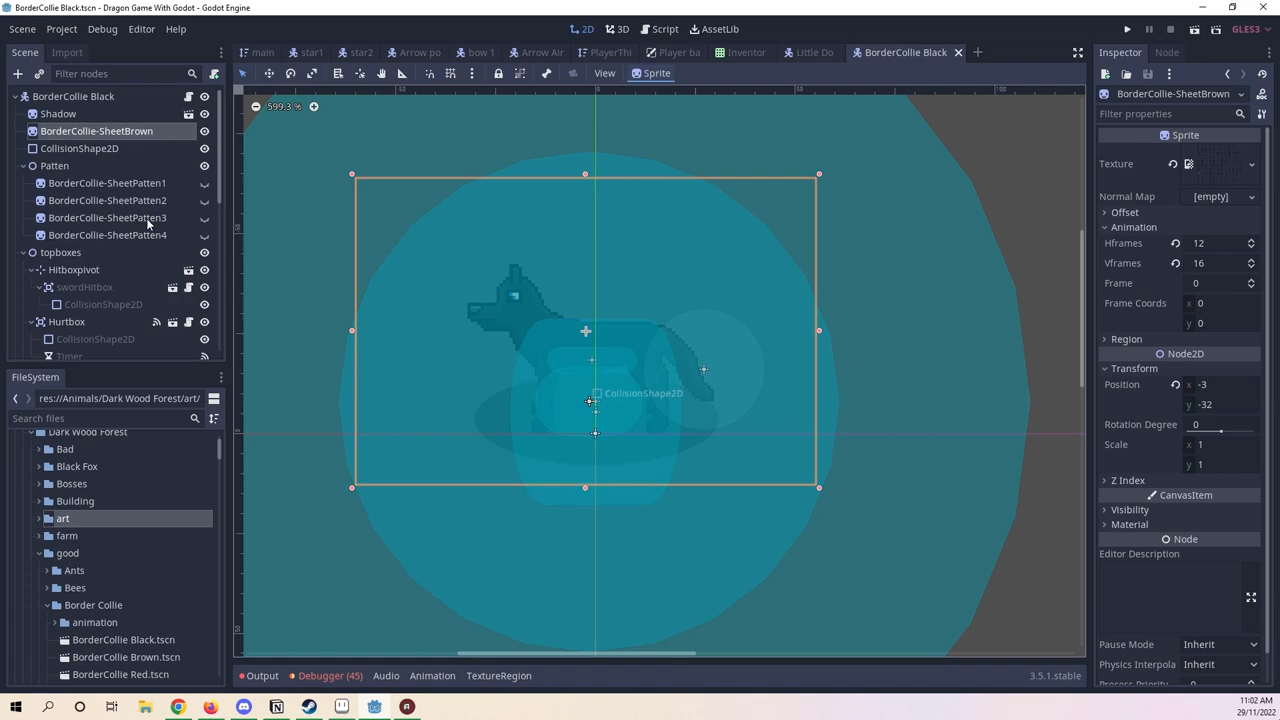 BorderCollie Black.tscn - Dragon Game With Godot - Godot Engine
Scene Project Debug Editor Help
2D 3D Script AssetLib
GLES3
Scene Import
main star1 star2 Arrow po bow 1 Arrow Air PlayerThi Player ba Inventor Little Do BorderCollie Black
Inspector Node
Filter nodes
View Sprite
BorderCollie Black
Shadow
BorderCollie-SheetBrown
CollisionShape2D
Patten
BorderCollie-SheetPatten1
BorderCollie-SheetPatten2
BorderCollie-SheetPatten3
BorderCollie-SheetPatten4
topboxes
Hitboxpivot
swordHitbox
CollisionShape2D
Hurtbox
CollisionShape2D
Timer
FileSystem
res://Animals/Dark Wood Forest/art/
Search files
Dark Wood Forest
Bad
Black Fox
Bosses
Building
art
farm
good
Ants
Bees
Border Collie
animation
BorderCollie Black.tscn
BorderCollie Brown.tscn
BorderCollie Red.tscn
599.3 %
-50 0 50 100
CollisionShape2D
Output Debugger (45) Audio Animation TextureRegion
3.5.1.stable
BorderCollie-SheetBrown
Filter properties
Sprite
Texture
Normal Map [empty]
Offset
Animation
Hframes 12
Vframes 16
Frame 0
Frame Coords x 0
y 0
Region
Node2D
Transform
Position x -3
y -32
Rotation Degree 0
Scale x 1
y 1
Z Index
CanvasItem
Visibility
Material
Node
Editor Description
Pause Mode Inherit
Physics Interpola Inherit
Process Priority 0
11:02 AM
29/11/2022